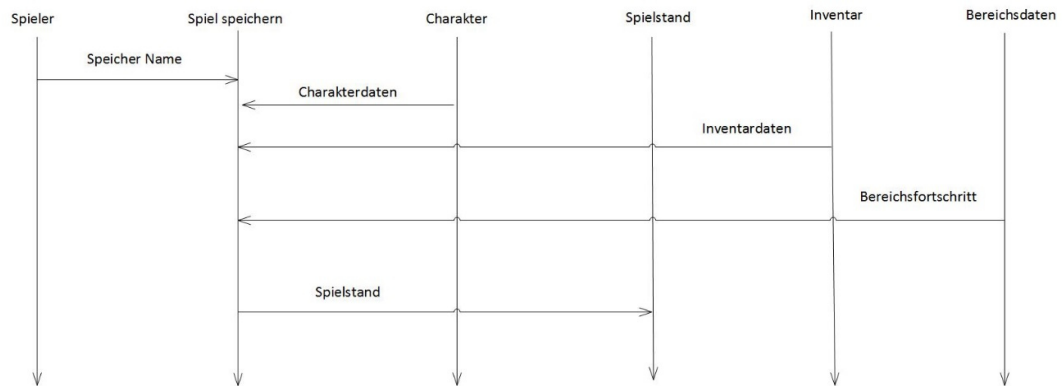 Spieler
Spiel speichern
Charakter
Spielstand
Inventar
Bereichsdaten
Speicher Name
Charakterdaten
Inventardaten
Bereichsfortschritt
Spielstand